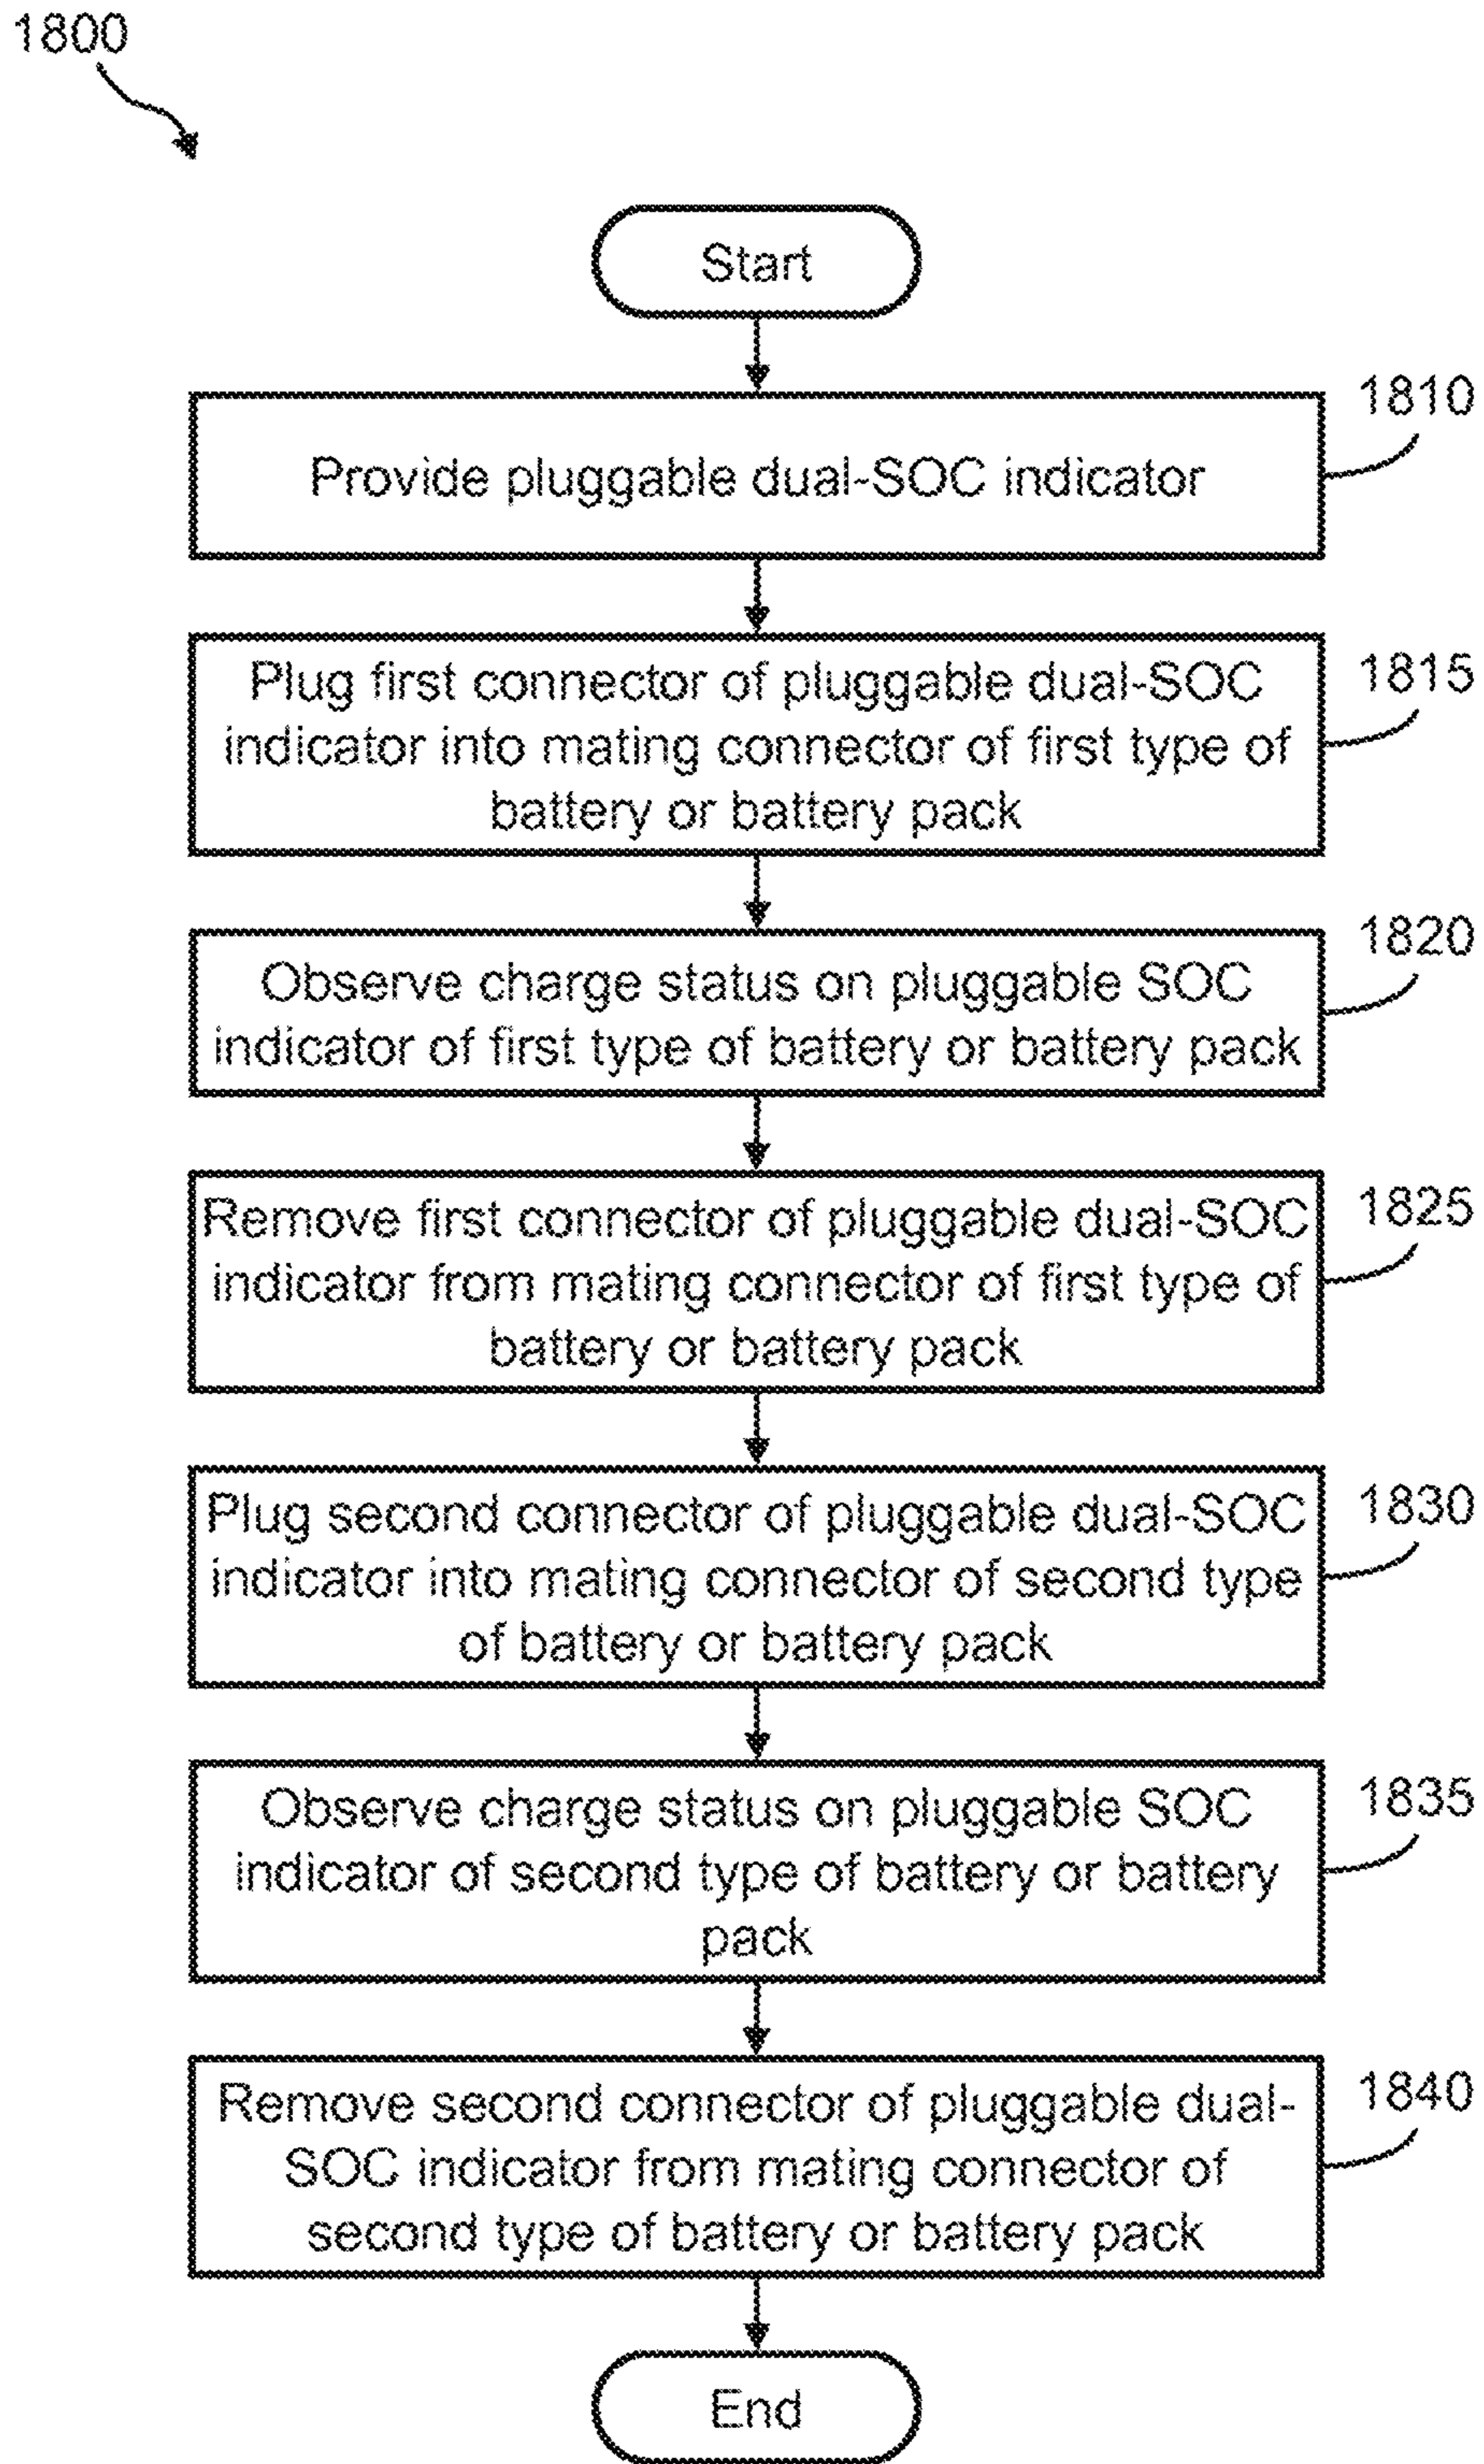 1800
Start
1810
Provide pluggable dual-SOC indicator
1815
Plug first connector of pluggable dual-SOC
indicator into mating connector of first type of
battery or battery pack
1820
Observe charge status on pluggable SOC
indicator of first type of battery or battery pack
1825
Remove first connector of pluggable dual-SOC
indicator from mating connector of first type of
battery or battery pack
1830
Plug second connector of pluggable dual-SOC
indicator into mating connector of second type
of battery or battery pack
1835
Observe charge status on pluggable SOC
indicator of second type of battery or battery
pack
1840
Remove second connector of pluggable dual-
SOC indicator from mating connector of
second type of battery or battery pack
End